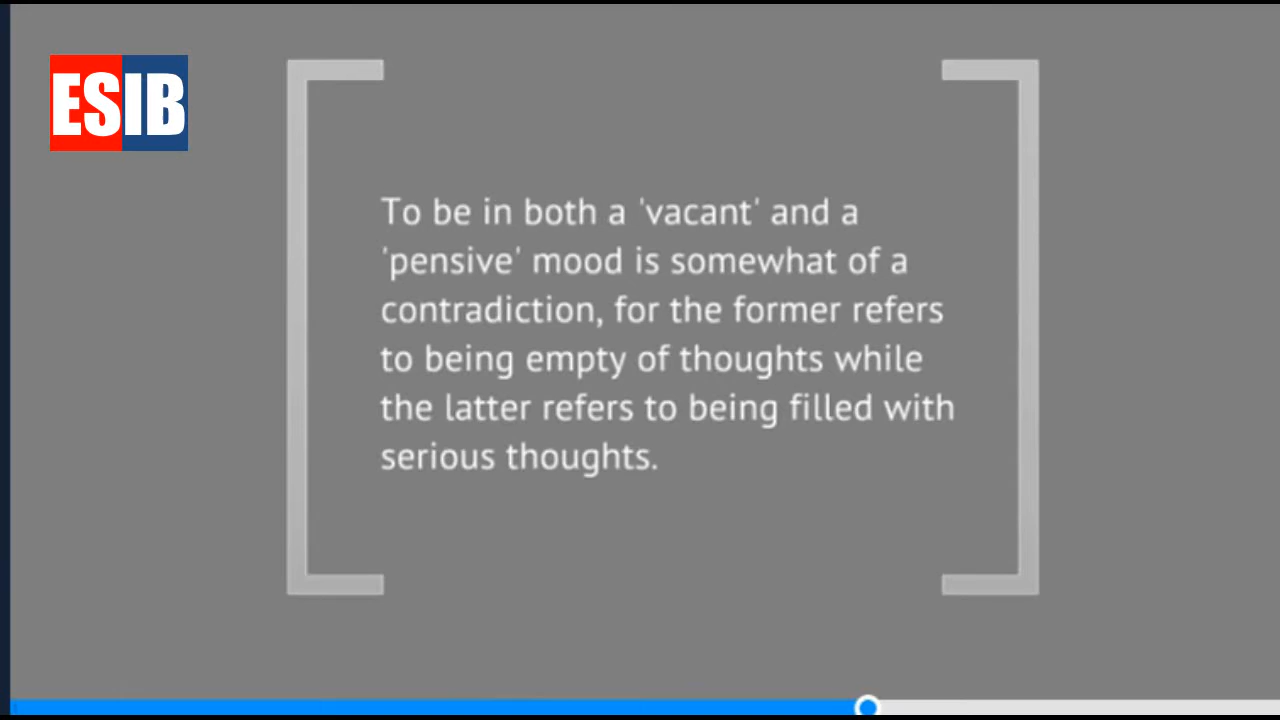 ESIB
To be in both a 'vacant' and a
'pensive' mood is somewhat of a
contradiction, for the former refers
to being empty of thoughts while
the latter refers to being filled with
serious thoughts.